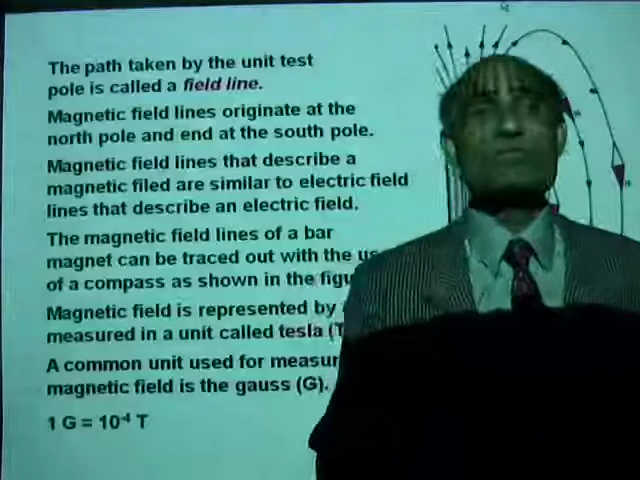 The path taken by the unit test
pole is called a field line.
Magnetic field lines originate at the
north pole and end at the south pole.
Magnetic field lines that describe a
magnetic filed are similar to electric field
lines that describe an electric field.
The magnetic field lines of a bar
magnet can be traced out with the
of a compass as shown in the
Magnetic field is represented by
measured in a unit called tesla (T
A common unit used for
magnetic field is the gauss (G).
1 G = 10⁻⁴ T